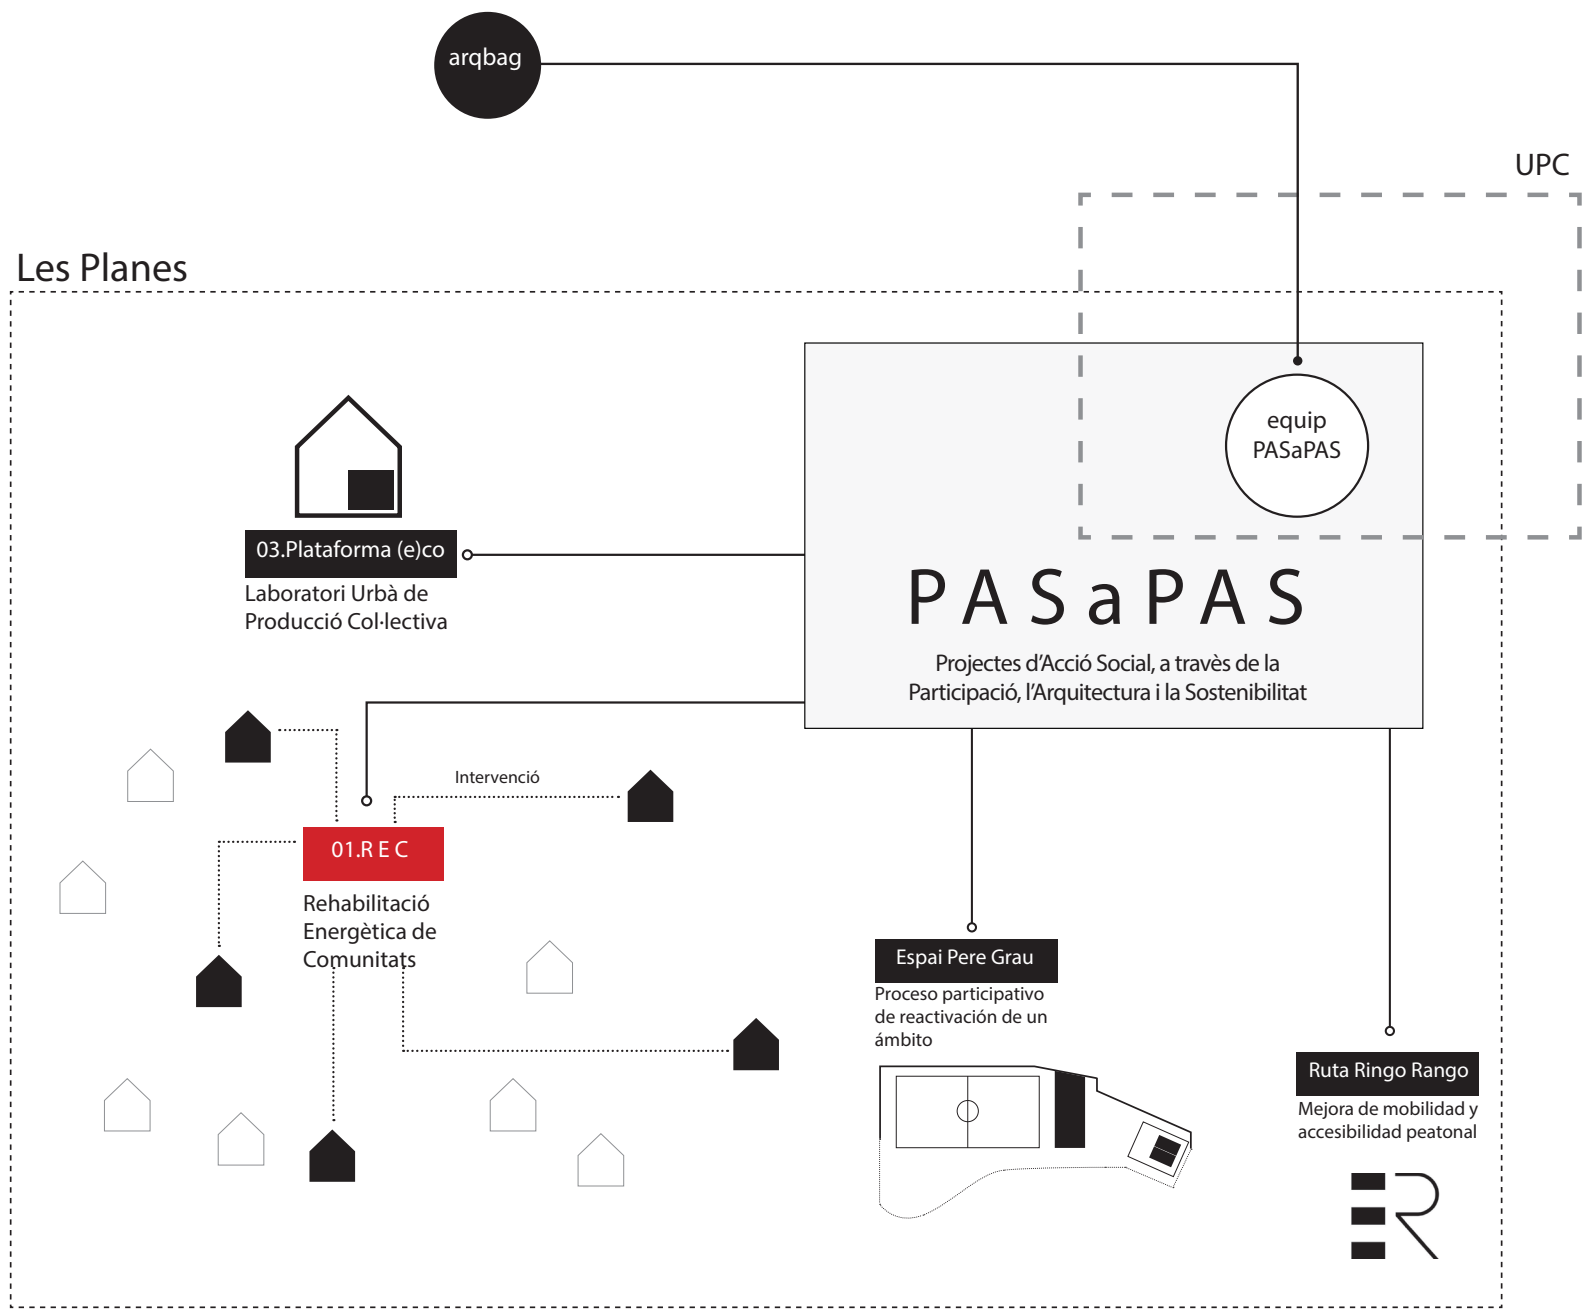 arqbag
UPC
Les Planes
equip
PASaPAS
03.Plataforma (e)co
Laboratori Urbà de
Producció Col·lectiva
P A S a P A S
Projectes d'Acció Social, a travès de la
Participació, l'Arquitectura i la Sostenibilitat
Intervenció
01.R E C
Rehabilitació
Energètica de
Comunitats
Espai Pere Grau
Proceso participativo
de reactivación de un
ámbito
Ruta Ringo Rango
Mejora de mobilidad y
accesibilidad peatonal
R